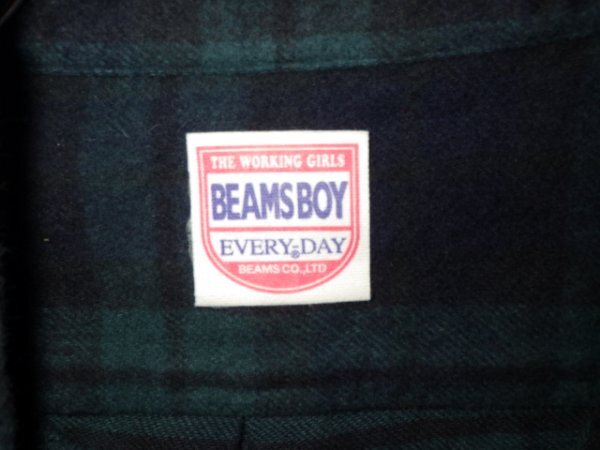 THE WORKING GIRLS
BEAMS BOY
EVERY-DAY
®
BEAMS CO.,LTD